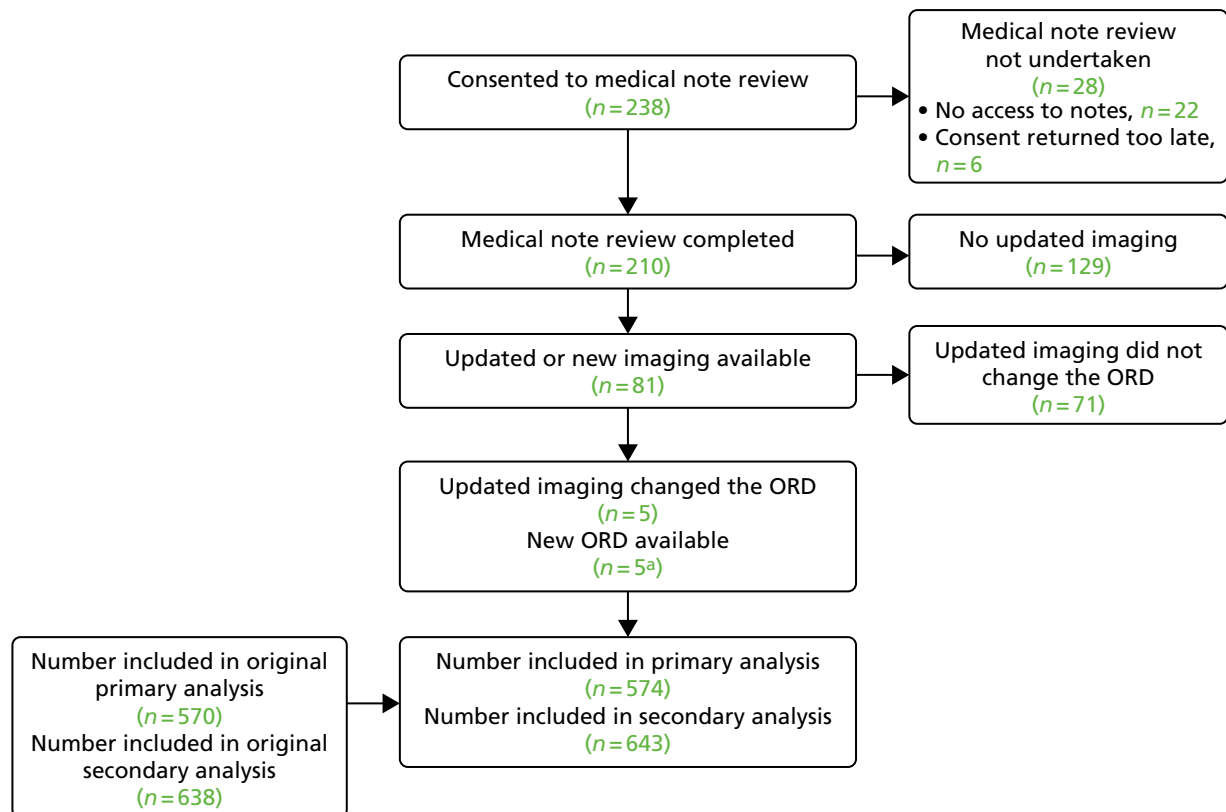 Consented to medical note review
(n = 238)
Medical note review
not undertaken
(n = 28)
• No access to notes, n = 22
• Consent returned too late,
n = 6
Medical note review completed
(n = 210)
No updated imaging
(n = 129)
Updated or new imaging available
(n = 81)
Updated imaging did not
change the ORD
(n = 71)
Updated imaging changed the ORD
(n = 5)
New ORD available
(n = 5ᵃ)
Number included in original
primary analysis
(n = 570)
Number included in original
secondary analysis
(n = 638)
Number included in primary analysis
(n = 574)
Number included in secondary analysis
(n = 643)